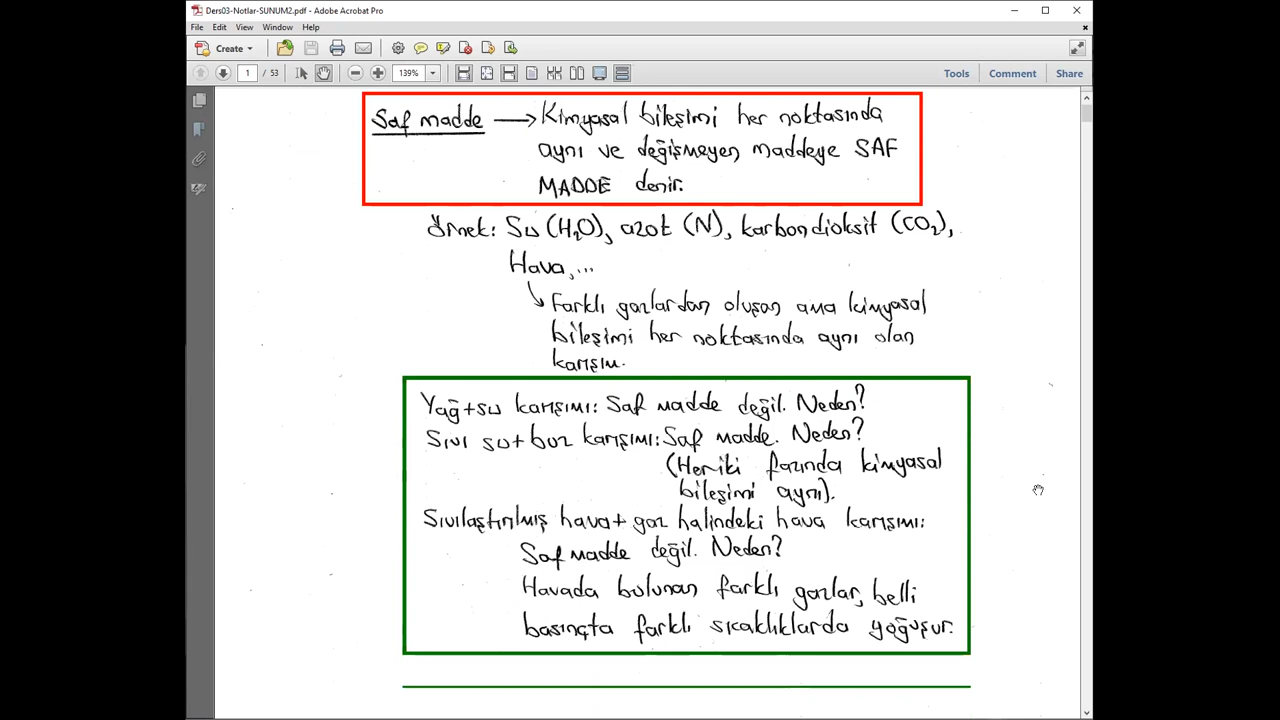 Ders03-Notlar-SUNUM2.pdf - Adobe Acrobat Pro
File Edit View Window Help
Create
1 / 53 139% Tools Comment Share
Saf madde → Kimyasal bileşimi her noktasında
aynı ve değişmeyen maddeye SAF
MADDE denir.
Örnek: Su (H₂O), azot (N), karbondioksit (CO₂),
Hava,...
Farklı gazlardan oluşan ama kimyasal
bileşimi her noktasında aynı olan
karışım.
Yağ+su karışımı: Saf madde değil. Neden?
Sıvı su+buz karışımı: Saf madde. Neden?
(Her iki fazında kimyasal
bileşimi aynı).
Sıvılaştırılmış hava+ gaz halindeki hava karışımı:
Saf madde değil. Neden?
Havada bulunan farklı gazlar, belli
basınçta farklı sıcaklıklarda yoğuşur.